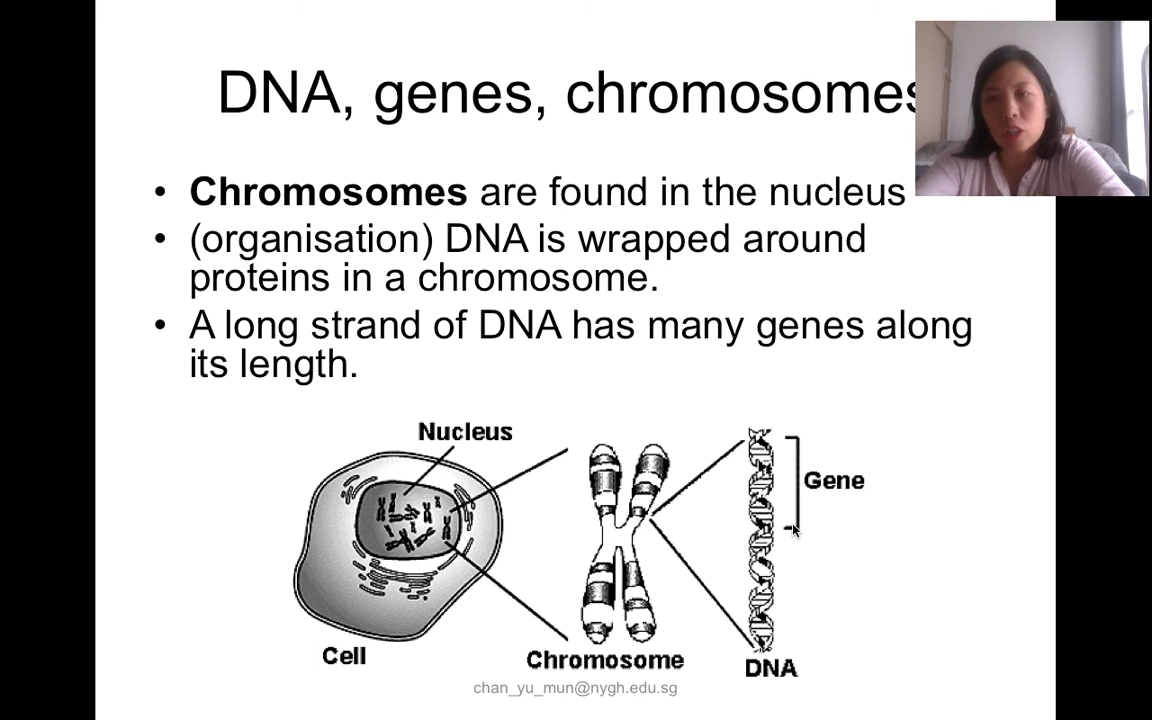 DNA, genes, chromosomes
• Chromosomes are found in the nucleus
• (organisation) DNA is wrapped around
proteins in a chromosome.
• A long strand of DNA has many genes along
its length.
Nucleus
Gene
Cell
Chromosome
DNA
chan_yu_mun@nygh.edu.sg